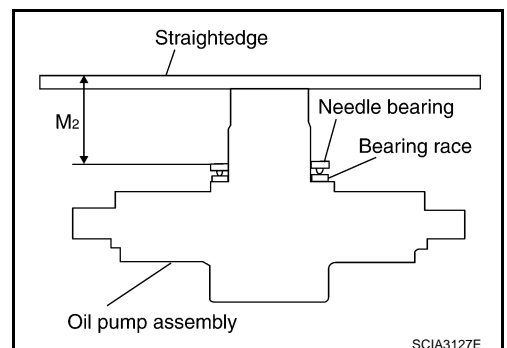 Straightedge
M2
Needle bearing
Bearing race
Oil pump assembly
SCIA3127E